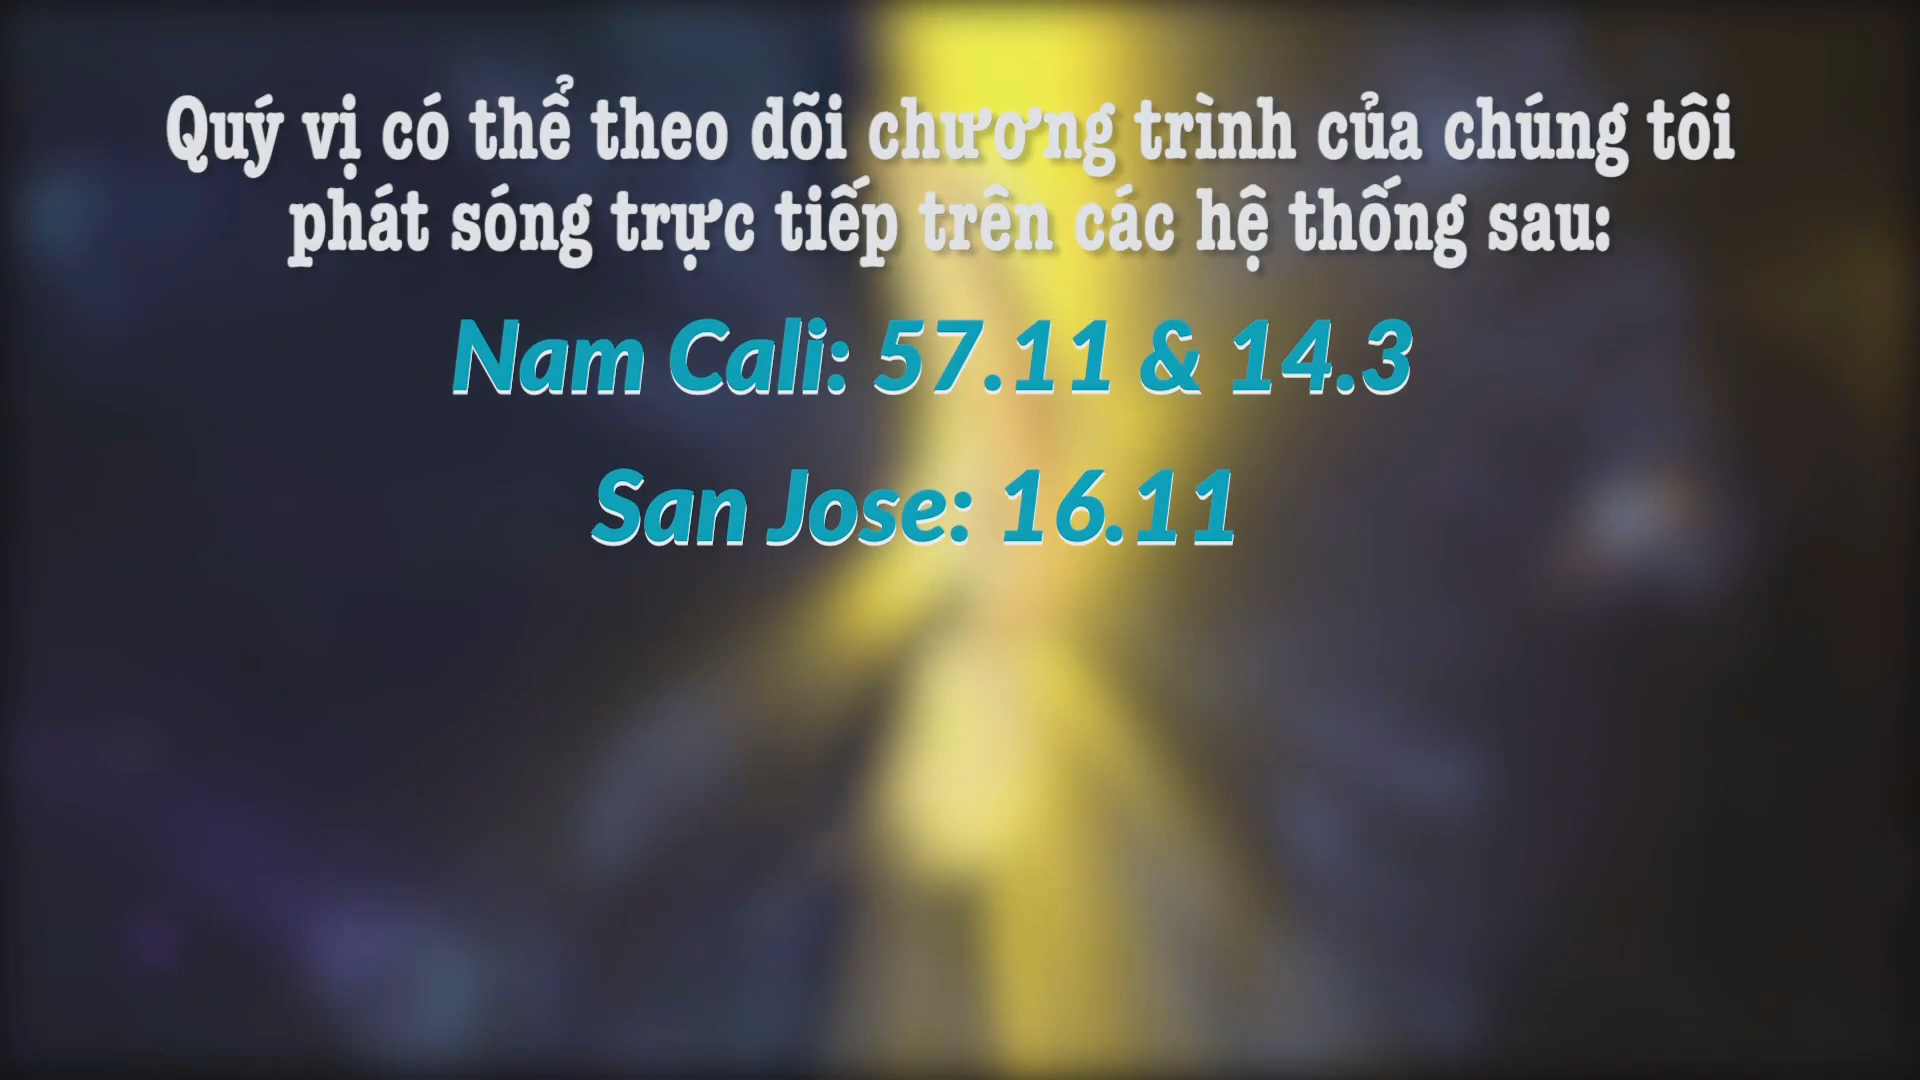 Quý vị có thể theo dõi chương trình của chúng tôi
phát sóng trực tiếp trên các hệ thống sau:
Nam Cali: 57.11 & 14.3
San Jose: 16.11